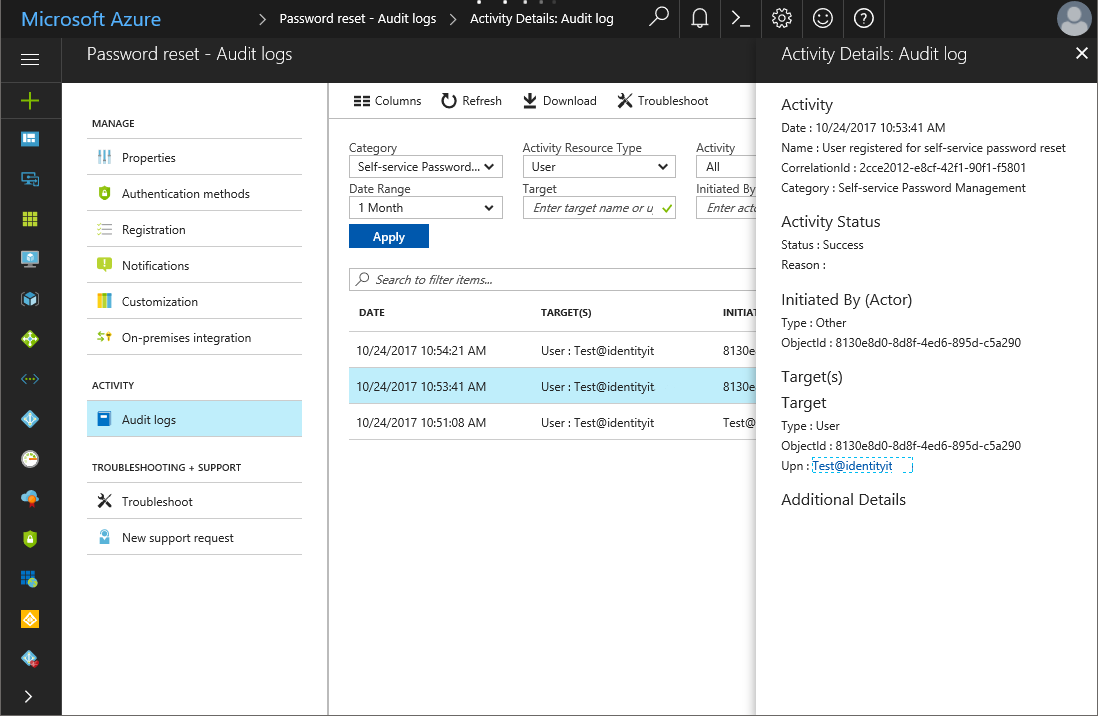 Microsoft Azure
Password reset - Audit logs
Activity Details: Audit log
Password reset - Audit logs
MANAGE
Properties
Authentication methods
Registration
Notifications
Customization
On-premises integration
ACTIVITY
Audit logs
TROUBLESHOOTING + SUPPORT
Troubleshoot
New support request
Columns Refresh Download Troubleshoot
Category Activity Resource Type Activity
Self-service Password... User All
Date Range Target Initiated By
1 Month Enter target name or u Enter acto
Apply
Search to filter items...
DATE TARGET(S) INITIAT
10/24/2017 10:54:21 AM User : Test@identityit 8130e8
10/24/2017 10:53:41 AM User : Test@identityit 8130e8
10/24/2017 10:51:08 AM User : Test@identityit Test@
Activity Details: Audit log
Activity
Date : 10/24/2017 10:53:41 AM
Name : User registered for self-service password reset
CorrelationId : 2cce2012-e8cf-42f1-90f1-f5801
Category : Self-service Password Management
Activity Status
Status : Success
Reason :
Initiated By (Actor)
Type : Other
ObjectId : 8130e8d0-8d8f-4ed6-895d-c5a290
Target(s)
Target
Type : User
ObjectId : 8130e8d0-8d8f-4ed6-895d-c5a290
Upn : Test@identityit
Additional Details